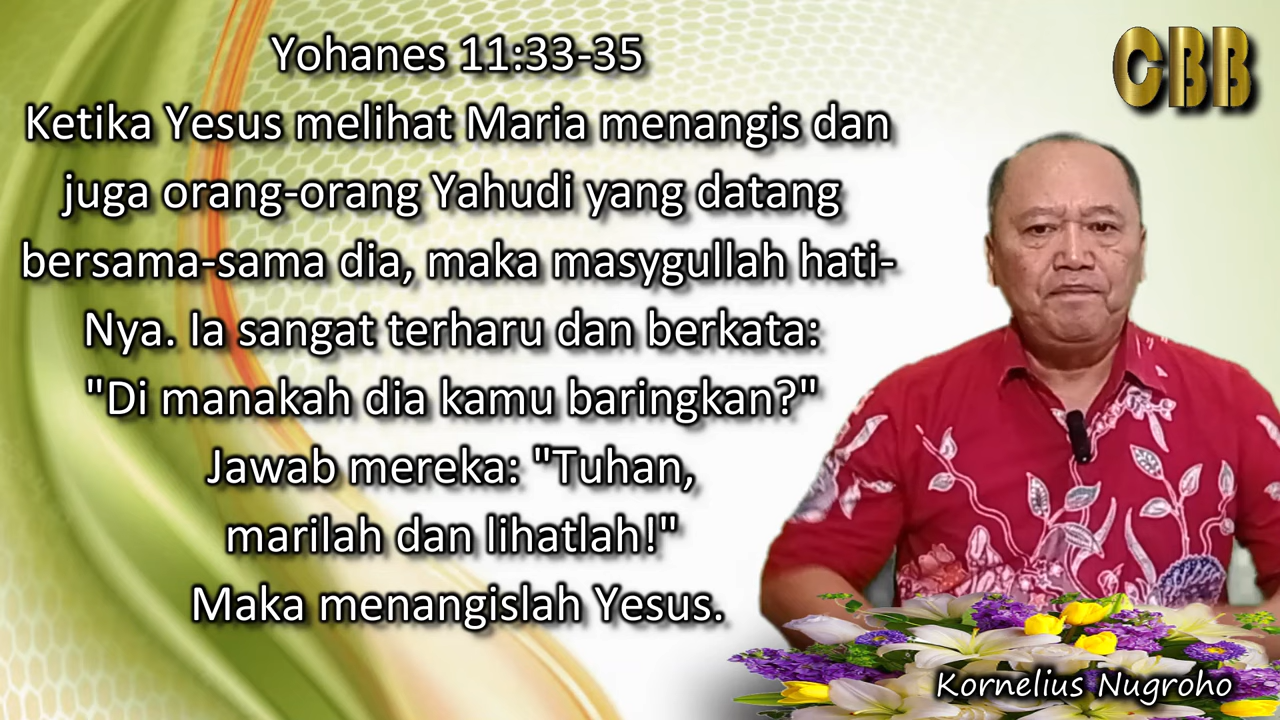 Yohanes 11:33-35
Ketika Yesus melihat Maria menangis dan
juga orang-orang Yahudi yang datang
bersama-sama dia, maka masygullah hati-
Nya. Ia sangat terharu dan berkata:
"Di manakah dia kamu baringkan?"
Jawab mereka: "Tuhan,
marilah dan lihatlah!"
Maka menangislah Yesus.
CBB
Kornelius Nugroho